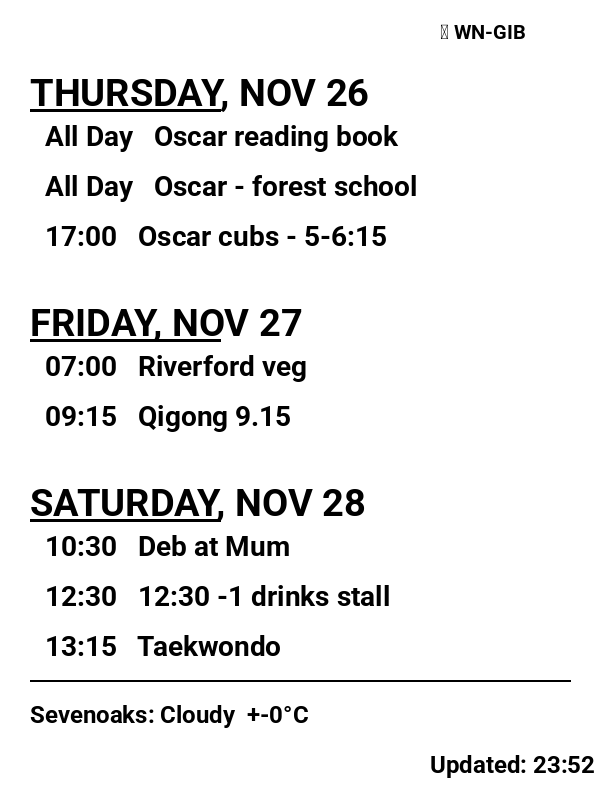 WN-GIB
THURSDAY, NOV 26
All Day Oscar reading book
All Day Oscar - forest school
17:00 Oscar cubs - 5-6:15
FRIDAY, NOV 27
07:00 Riverford veg
09:15 Qigong 9.15
SATURDAY, NOV 28
10:30 Deb at Mum
12:30 12:30 -1 drinks stall
13:15 Taekwondo
Sevenoaks: Cloudy +-0°C
Updated: 23:52